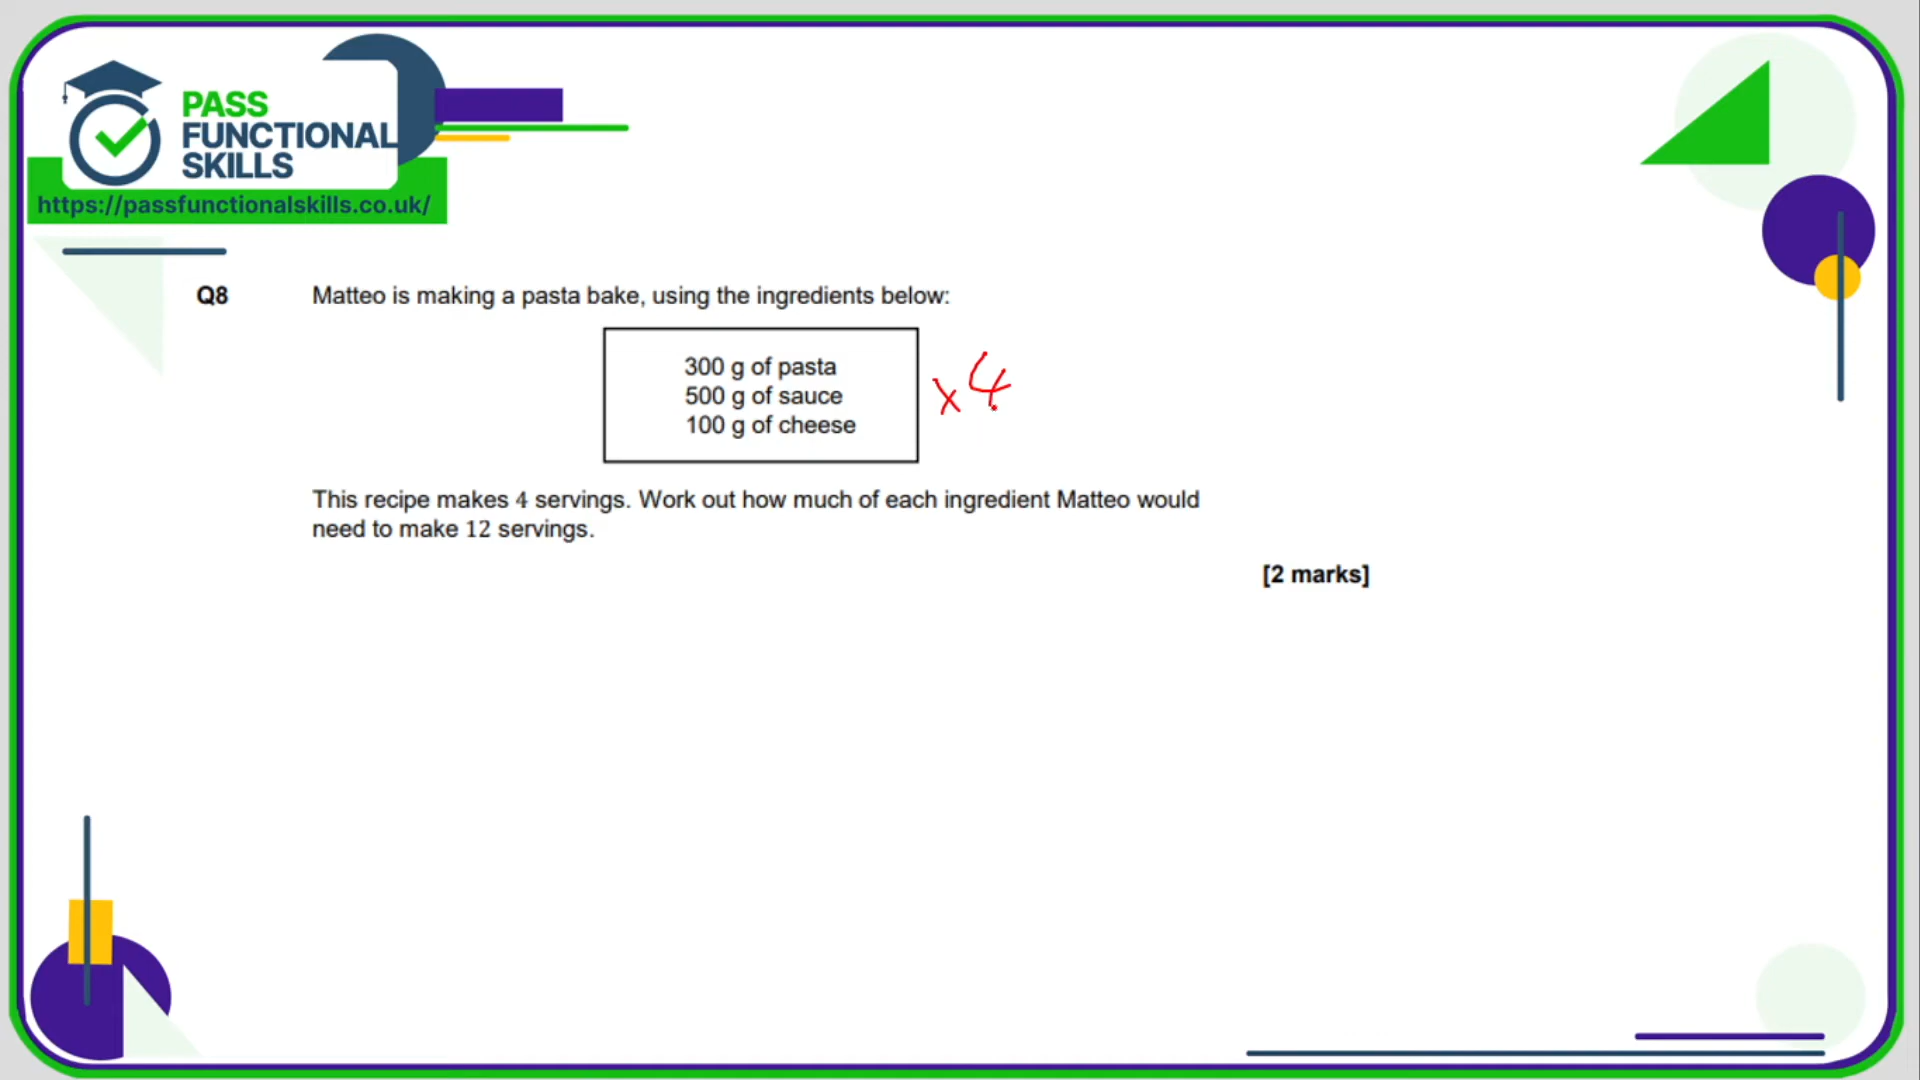 PASS
FUNCTIONAL
SKILLS
https://passfunctionalskills.co.uk/
Q8 Matteo is making a pasta bake, using the ingredients below:
300 g of pasta
500 g of sauce
100 g of cheese
x4
This recipe makes 4 servings. Work out how much of each ingredient Matteo would
need to make 12 servings.
[2 marks]